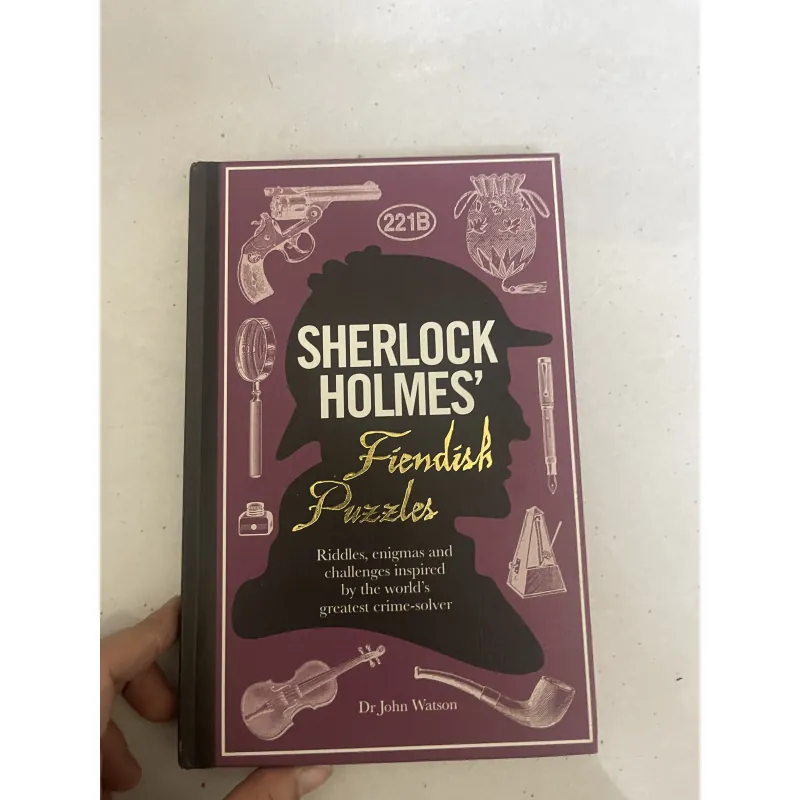 221B
SHERLOCK
HOLMES’
Fiendish
Puzzles
Riddles, enigmas and
challenges inspired
by the world’s
greatest crime-solver
Dr John Watson